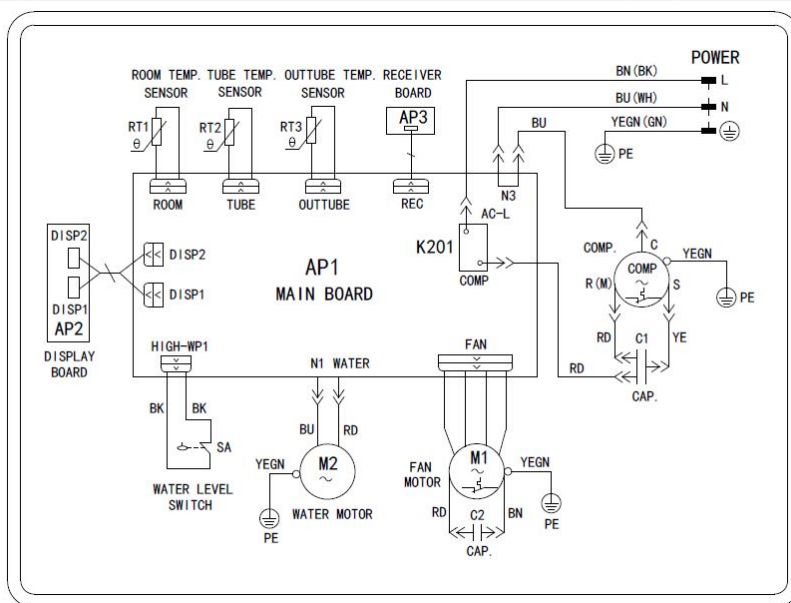 ROOM TEMP. TUBE TEMP. OUTTUBE TEMP. RECEIVER
SENSOR SENSOR SENSOR BOARD
POWER
BN(BK)
L
BU(WH)
N
YEGN(GN)
PE
BU
RT1
θ
RT2
θ
RT3
θ
AP3
ROOM
TUBE
OUTTUBE
REC
N3
AC-L
K201
COMP
AP1
MAIN BOARD
DISP2
DISP1
AP2
DISPLAY
BOARD
DISP2
DISP1
COMP.
C
YEGN
COMP
R(M)
S
PE
RD
C1
YE
RD
CAP.
HIGH-WP1
N1 WATER
FAN
BK
BK
SA
WATER LEVEL
SWITCH
BU
RD
YEGN
M2
~
WATER MOTOR
PE
FAN
MOTOR
M1
~
YEGN
RD
C2
BN
CAP.
PE